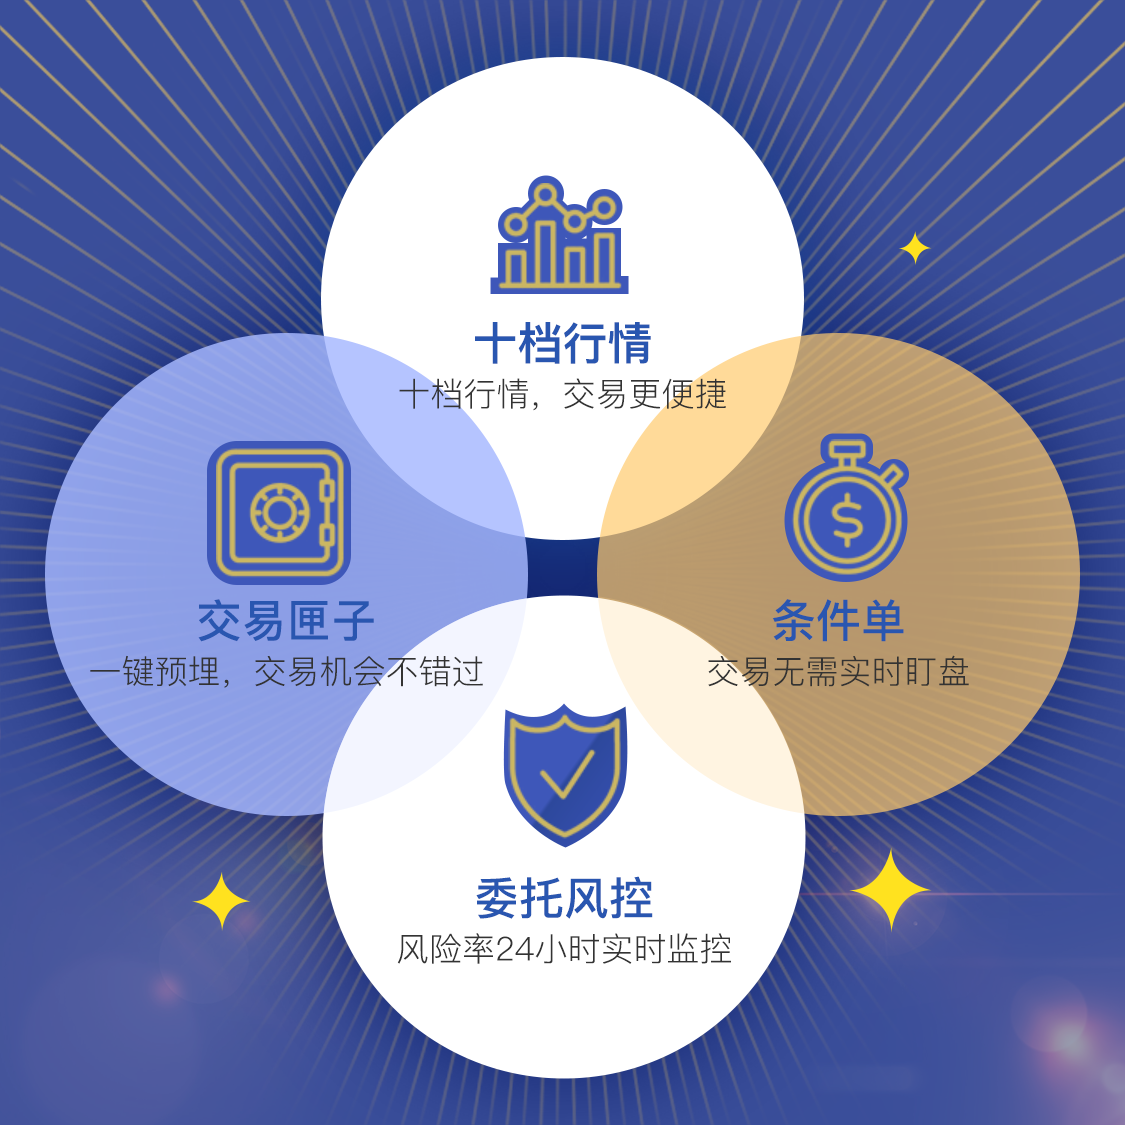 十档行情
十档行情，交易更便捷
交易匣子
一键预埋，交易机会不错过
条件单
交易无需实时盯盘
委托风控
风险率24小时实时监控